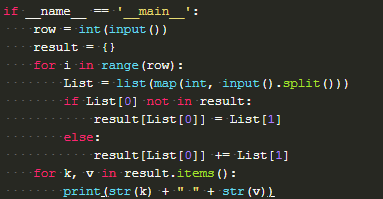 if __name__ == '__main__':
    row = int(input())
    result = {}
    for i in range(row):
        List = list(map(int, input().split()))
        if List[0] not in result:
            result[List[0]] = List[1]
        else:
            result[List[0]] += List[1]
    for k, v in result.items():
        print(str(k) + " " + str(v))